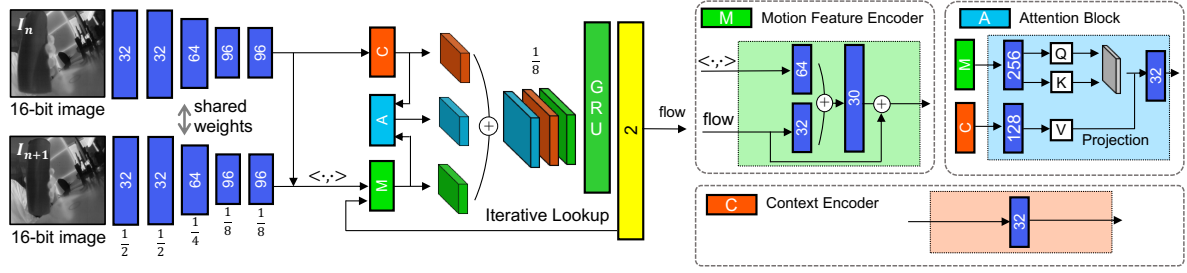 I_n
16-bit image
32
32
64
96
96
shared
weights
I_{n+1}
16-bit image
32
32
64
96
96
1/2
1/2
1/4
1/8
1/8
<·,·>
C
A
M
+
1/8
Iterative Lookup
GRU
2
flow
M
Motion Feature Encoder
<·,·>
flow
64
32
+
30
+
A
Attention Block
M
256
Q
K
C
128
V
Projection
32
C
Context Encoder
32